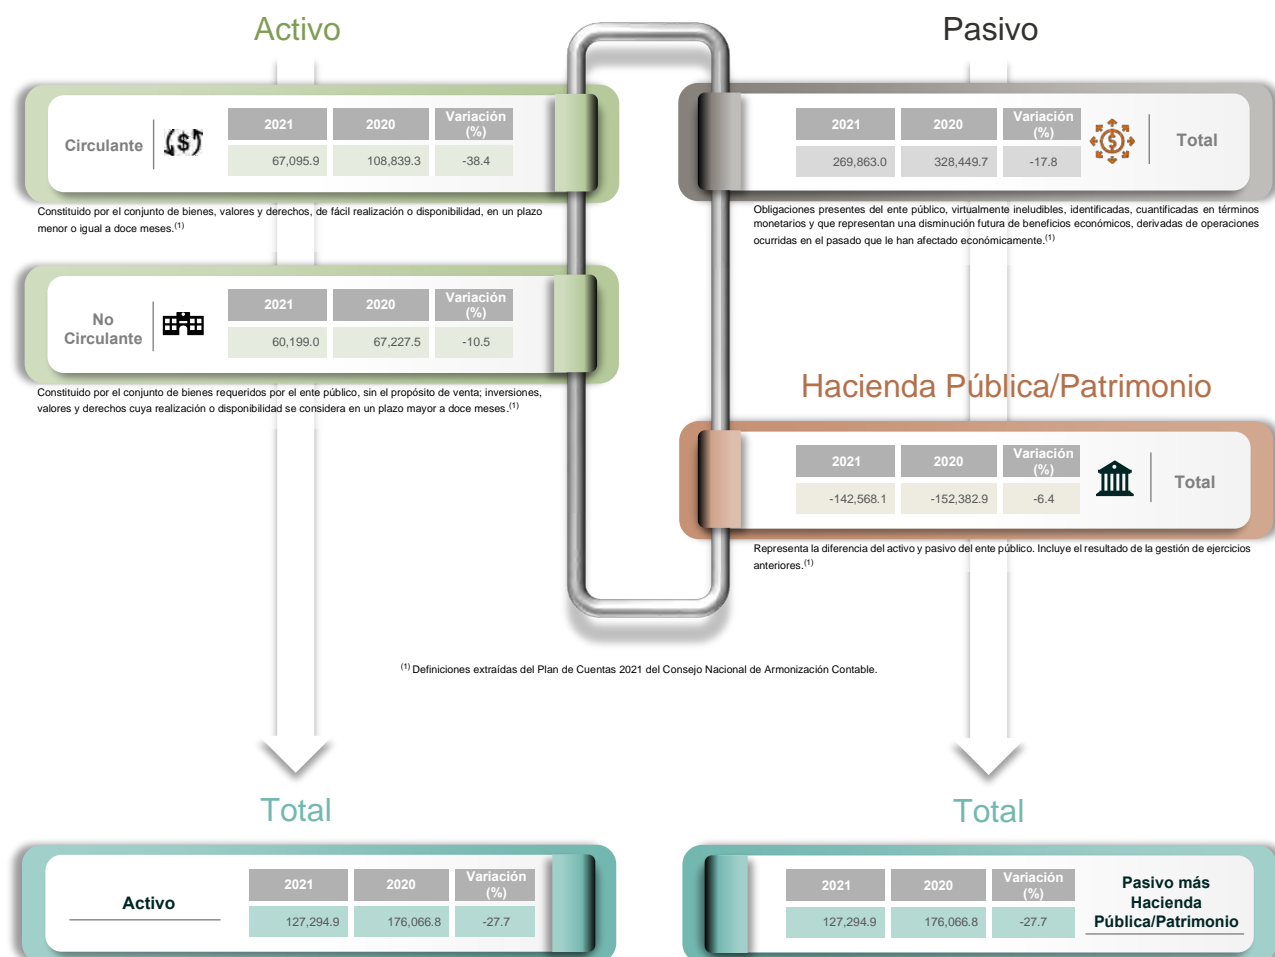 Activo
Circulante
2021 2020 Variación (%)
67,095.9 108,839.3 -38.4
Constituido por el conjunto de bienes, valores y derechos, de fácil realización o disponibilidad, en un plazo
menor o igual a doce meses.(1)
No
Circulante
2021 2020 Variación (%)
60,199.0 67,227.5 -10.5
Constituido por el conjunto de bienes requeridos por el ente público, sin el propósito de venta; inversiones,
valores y derechos cuya realización o disponibilidad se considera en un plazo mayor a doce meses.(1)
Pasivo
2021 2020 Variación (%)
269,863.0 328,449.7 -17.8
Total
Obligaciones presentes del ente público, virtualmente ineludibles, identificadas, cuantificadas en términos
monetarios y que representan una disminución futura de beneficios económicos, derivadas de operaciones
ocurridas en el pasado que le han afectado económicamente.(1)
Hacienda Pública/Patrimonio
2021 2020 Variación (%)
-142,568.1 -152,382.9 -6.4
Total
Representa la diferencia del activo y pasivo del ente público. Incluye el resultado de la gestión de ejercicios
anteriores.(1)
(1) Definiciones extraídas del Plan de Cuentas 2021 del Consejo Nacional de Armonización Contable.
Total
Activo
2021 2020 Variación (%)
127,294.9 176,066.8 -27.7
Total
2021 2020 Variación (%)
127,294.9 176,066.8 -27.7
Pasivo más
Hacienda
Pública/Patrimonio